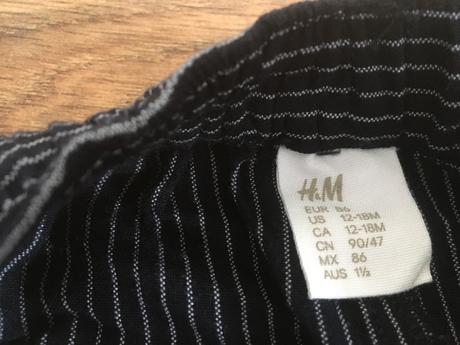 H&M
EUR 86
US 12-18M
CA 12-18M
CN 90/47
MX 86
AUS 1½